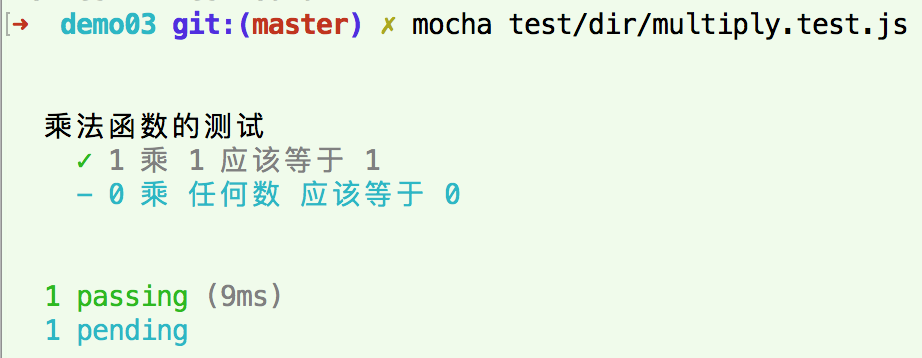 [➜ demo03 git:(master) ✗ mocha test/dir/multiply.test.js
乘法函数的测试
✓ 1 乘 1 应该等于 1
- 0 乘 任何数 应该等于 0
1 passing (9ms)
1 pending